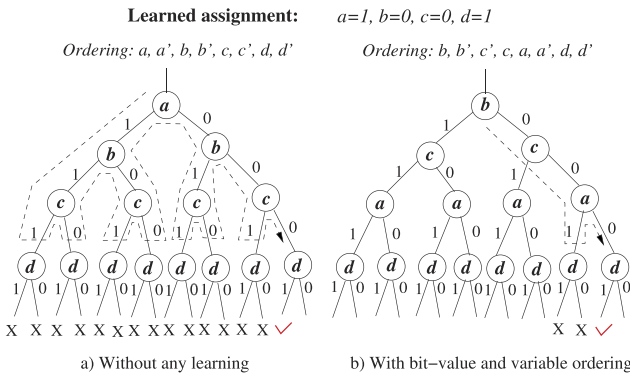 Learned assignment: a=1, b=0, c=0, d=1
Ordering: a, a', b, b', c, c', d, d'
a
1 0
b b
1 0 1 0
c c c c
1 0 1 0 1 0 1 0
d d d d d d d d
1 0 1 0 1 0 1 0 1 0 1 0 1 0 1 0
X X X X X X X X X X X X X X ✓
a) Without any learning
Ordering: b, b', c', c, a, a', d, d'
b
1 0
c c
1 0 1 0
a a a a
1 0 1 0 1 0 1 0
d d d d d d d d
1 0 1 0 1 0 1 0 1 0 1 0 1 0 1 0
X X ✓
b) With bit−value and variable ordering